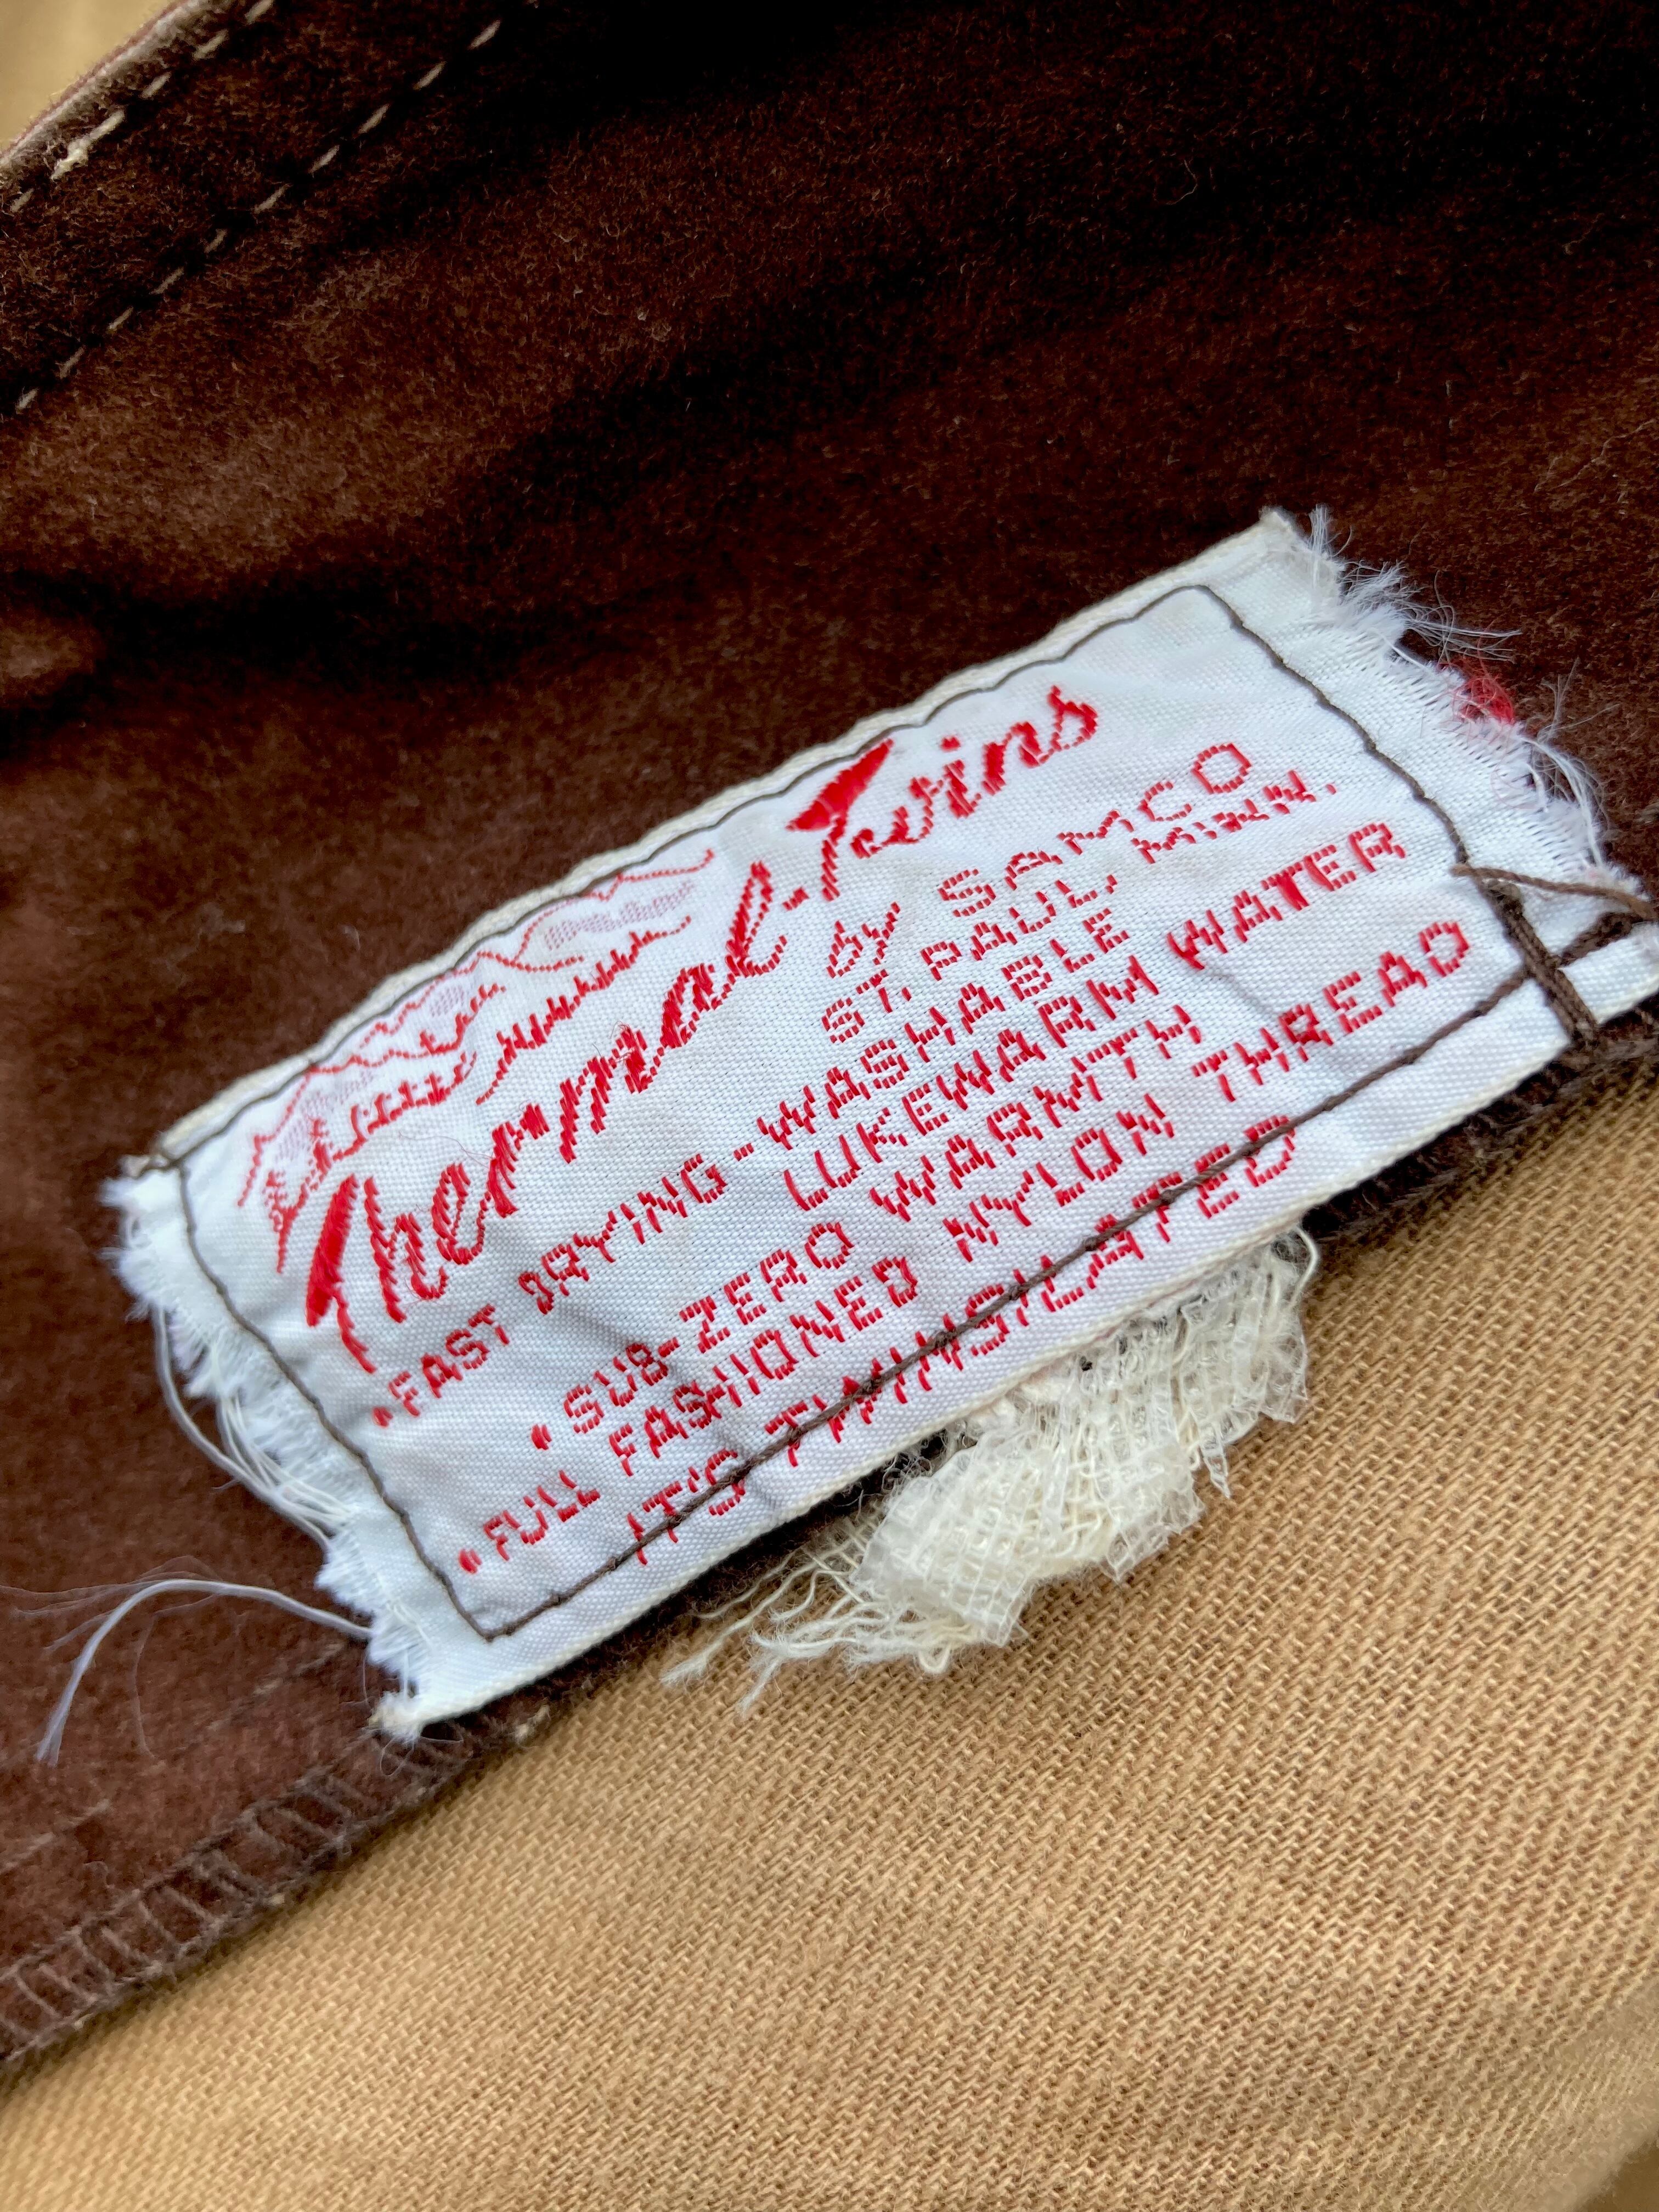 Thermal-Twins
by SAMCO
ST. PAUL, MINN.
• FAST DRYING - WASHABLE
LUKEWARM WATER
• SUB-ZERO WARMTH
• FULL FASHIONED NYLON THREAD
IT'S TWINSULATED